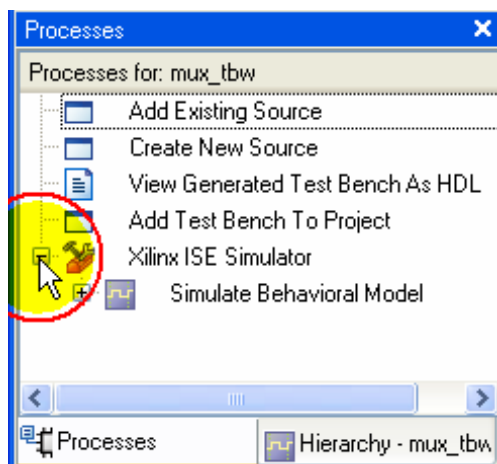 Processes
Processes for: mux_tbw
Add Existing Source
Create New Source
View Generated Test Bench As HDL
Add Test Bench To Project
Xilinx ISE Simulator
Simulate Behavioral Model
Processes
Hierarchy - mux_tbw